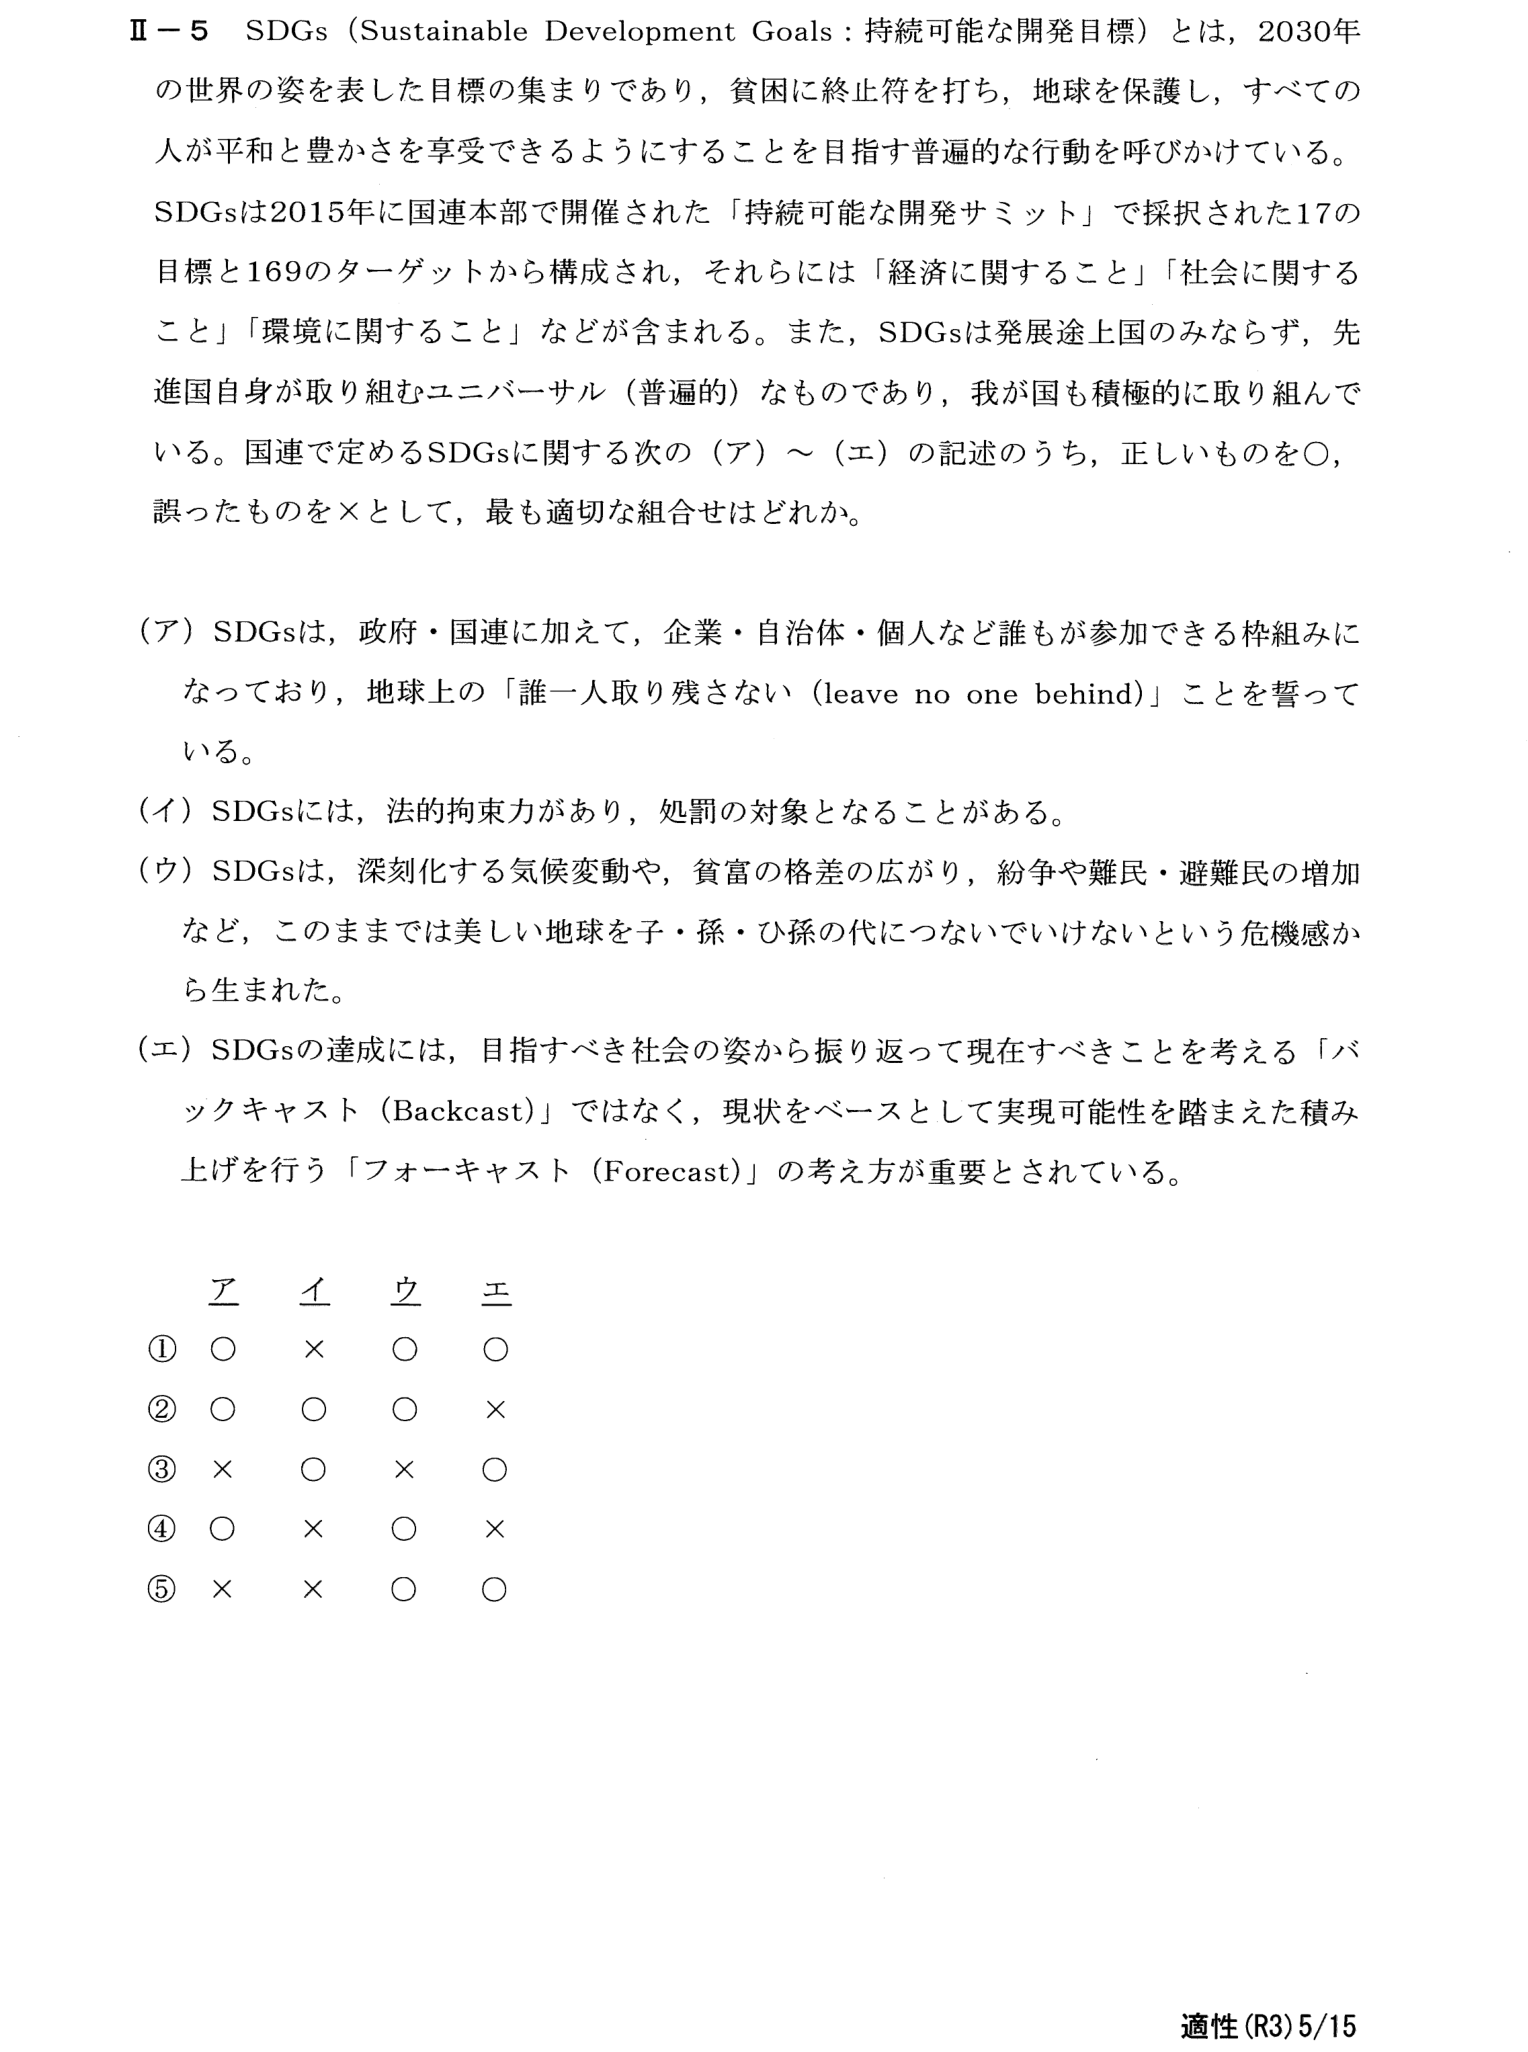 Ⅱ－5　SDGs（Sustainable Development Goals：持続可能な開発目標）とは，2030年
の世界の姿を表した目標の集まりであり，貧困に終止符を打ち，地球を保護し，すべての
人が平和と豊かさを享受できるようにすることを目指す普遍的な行動を呼びかけている。
SDGsは2015年に国連本部で開催された「持続可能な開発サミット」で採択された17の
目標と169のターゲットから構成され，それらには「経済に関すること」「社会に関する
こと」「環境に関すること」などが含まれる。また，SDGsは発展途上国のみならず，先
進国自身が取り組むユニバーサル（普遍的）なものであり，我が国も積極的に取り組んで
いる。国連で定めるSDGsに関する次の（ア）～（エ）の記述のうち，正しいものを○，
誤ったものを×として，最も適切な組合せはどれか。
（ア）SDGsは，政府・国連に加えて，企業・自治体・個人など誰もが参加できる枠組みに
なっており，地球上の「誰一人取り残さない（leave no one behind)」ことを誓って
いる。
（イ）SDGsには，法的拘束力があり，処罰の対象となることがある。
（ウ）SDGsは，深刻化する気候変動や，貧富の格差の広がり，紛争や難民・避難民の増加
など，このままでは美しい地球を子・孫・ひ孫の代につないでいけないという危機感か
ら生まれた。
（エ）SDGsの達成には，目指すべき社会の姿から振り返って現在すべきことを考える「バ
ックキャスト（Backcast)」ではなく，現状をベースとして実現可能性を踏まえた積み
上げを行う「フォーキャスト（Forecast)」の考え方が重要とされている。
ア　イ　ウ　エ
①　○　×　○　○
②　○　○　○　×
③　×　○　×　○
④　○　×　○　×
⑤　×　×　○　○
適性(R3)5/15